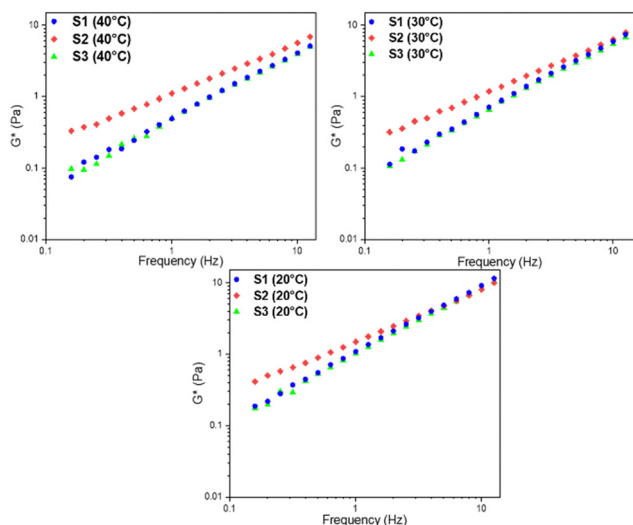 S1 (40°C)
S2 (40°C)
S3 (40°C)
G* (Pa)
10
1
0.1
0.01
0.1
1
10
Frequency (Hz)
S1 (30°C)
S2 (30°C)
S3 (30°C)
G* (Pa)
10
1
0.1
0.01
0.1
1
10
Frequency (Hz)
S1 (20°C)
S2 (20°C)
S3 (20°C)
G* (Pa)
10
1
0.1
0.01
0.1
1
10
Frequency (Hz)